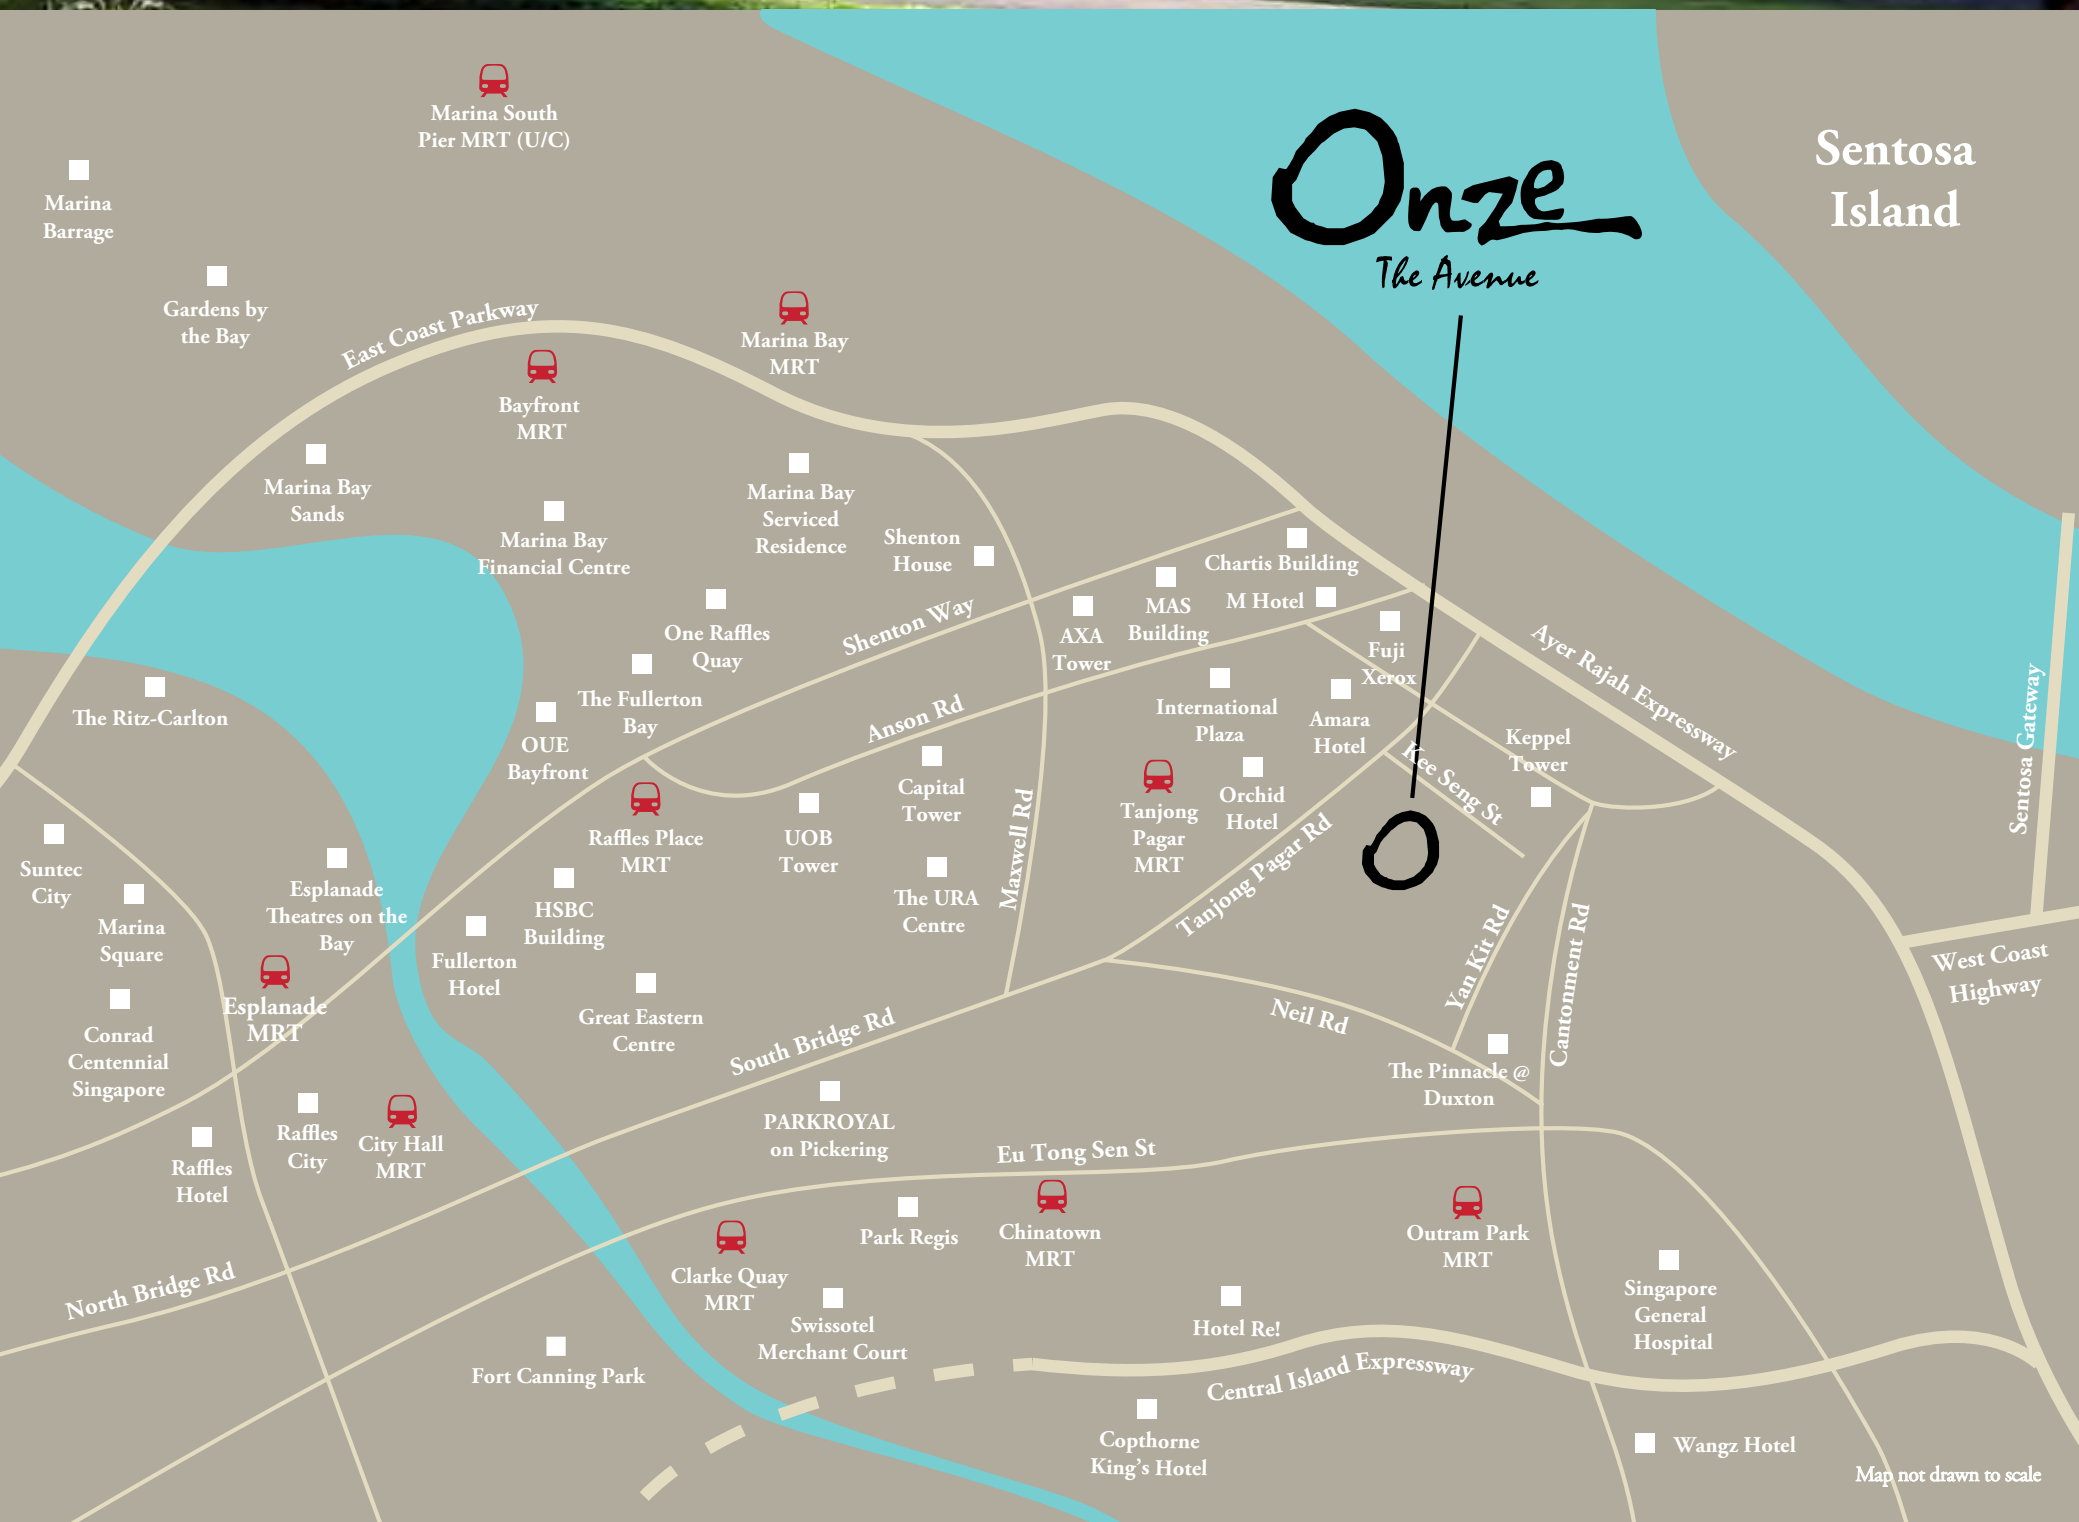 Marina South
Pier MRT (U/C)
Onze
The Avenue
Sentosa
Island
Marina
Barrage
Gardens by
the Bay
East Coast Parkway
Marina Bay
MRT
Bayfront
MRT
Marina Bay
Sands
Marina Bay
Financial Centre
Marina Bay
Serviced
Residence
Shenton
House
Chartis Building
M Hotel
MAS
Building
AXA
Tower
Fuji
Xerox
One Raffles
Quay
Shenton Way
Ayer Rajah Expressway
Sentosa Gateway
The Ritz-Carlton
The Fullerton
Bay
OUE
Bayfront
Anson Rd
International
Plaza
Amara
Hotel
Keppel
Tower
Kee Seng St
Capital
Tower
Maxwell Rd
Tanjong
Pagar
MRT
Orchid
Hotel
Tanjong Pagar Rd
Raffles Place
MRT
UOB
Tower
Suntec
City
Marina
Square
Esplanade
Theatres on the
Bay
HSBC
Building
The URA
Centre
Fullerton
Hotel
Yan Kit Rd
Cantonment Rd
West Coast
Highway
Esplanade
MRT
Conrad
Centennial
Singapore
Great Eastern
Centre
South Bridge Rd
Neil Rd
The Pinnacle @
Duxton
Raffles
City
City Hall
MRT
Raffles
Hotel
PARKROYAL
on Pickering
Eu Tong Sen St
Park Regis
Chinatown
MRT
Outram Park
MRT
North Bridge Rd
Clarke Quay
MRT
Swissotel
Merchant Court
Hotel Re!
Singapore
General
Hospital
Fort Canning Park
Central Island Expressway
Copthorne
King's Hotel
Wangz Hotel
Map not drawn to scale